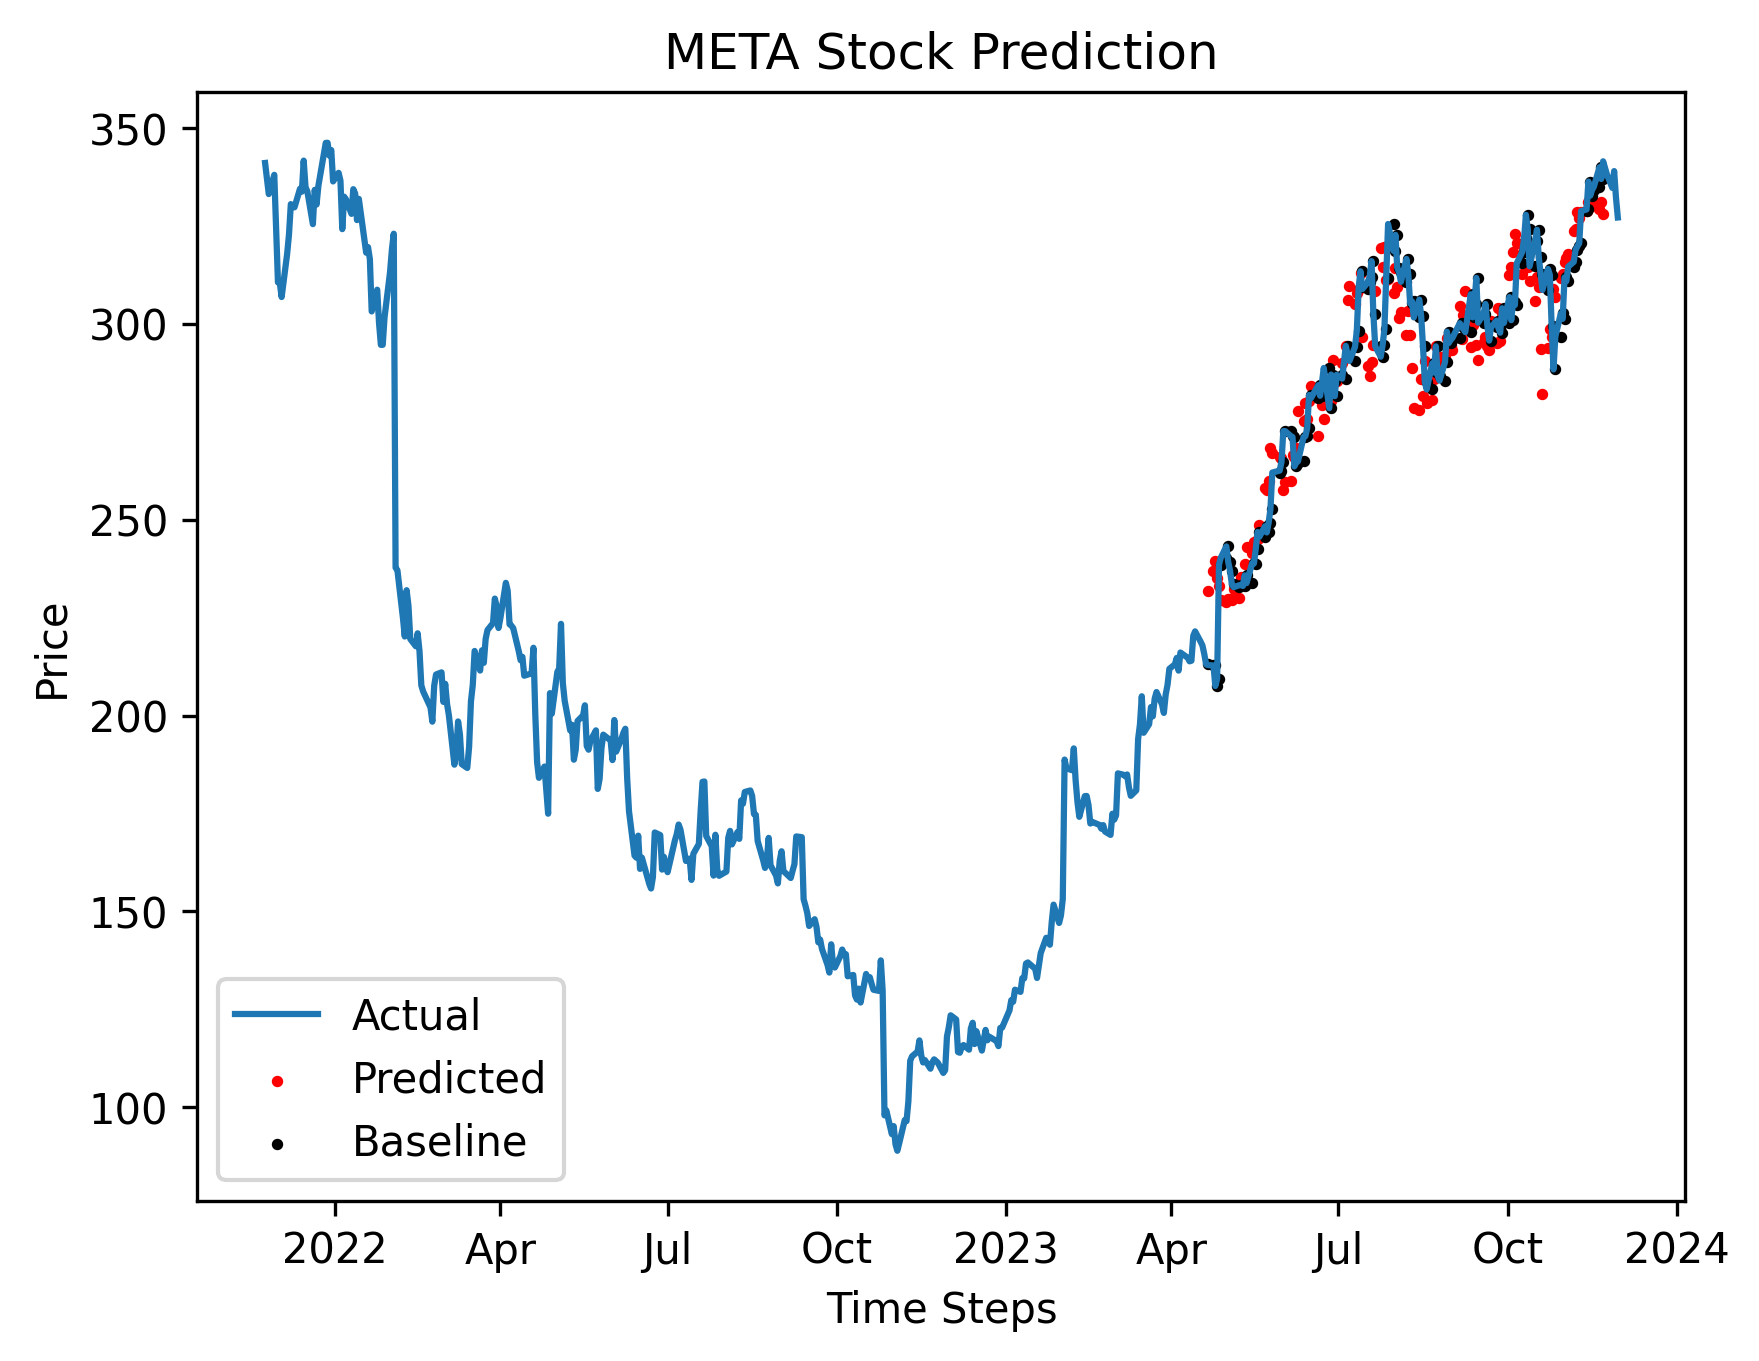 META Stock Prediction
350
300
250
200
150
100
Price
Actual
Predicted
Baseline
2022 Apr Jul Oct 2023 Apr Jul Oct 2024
Time Steps